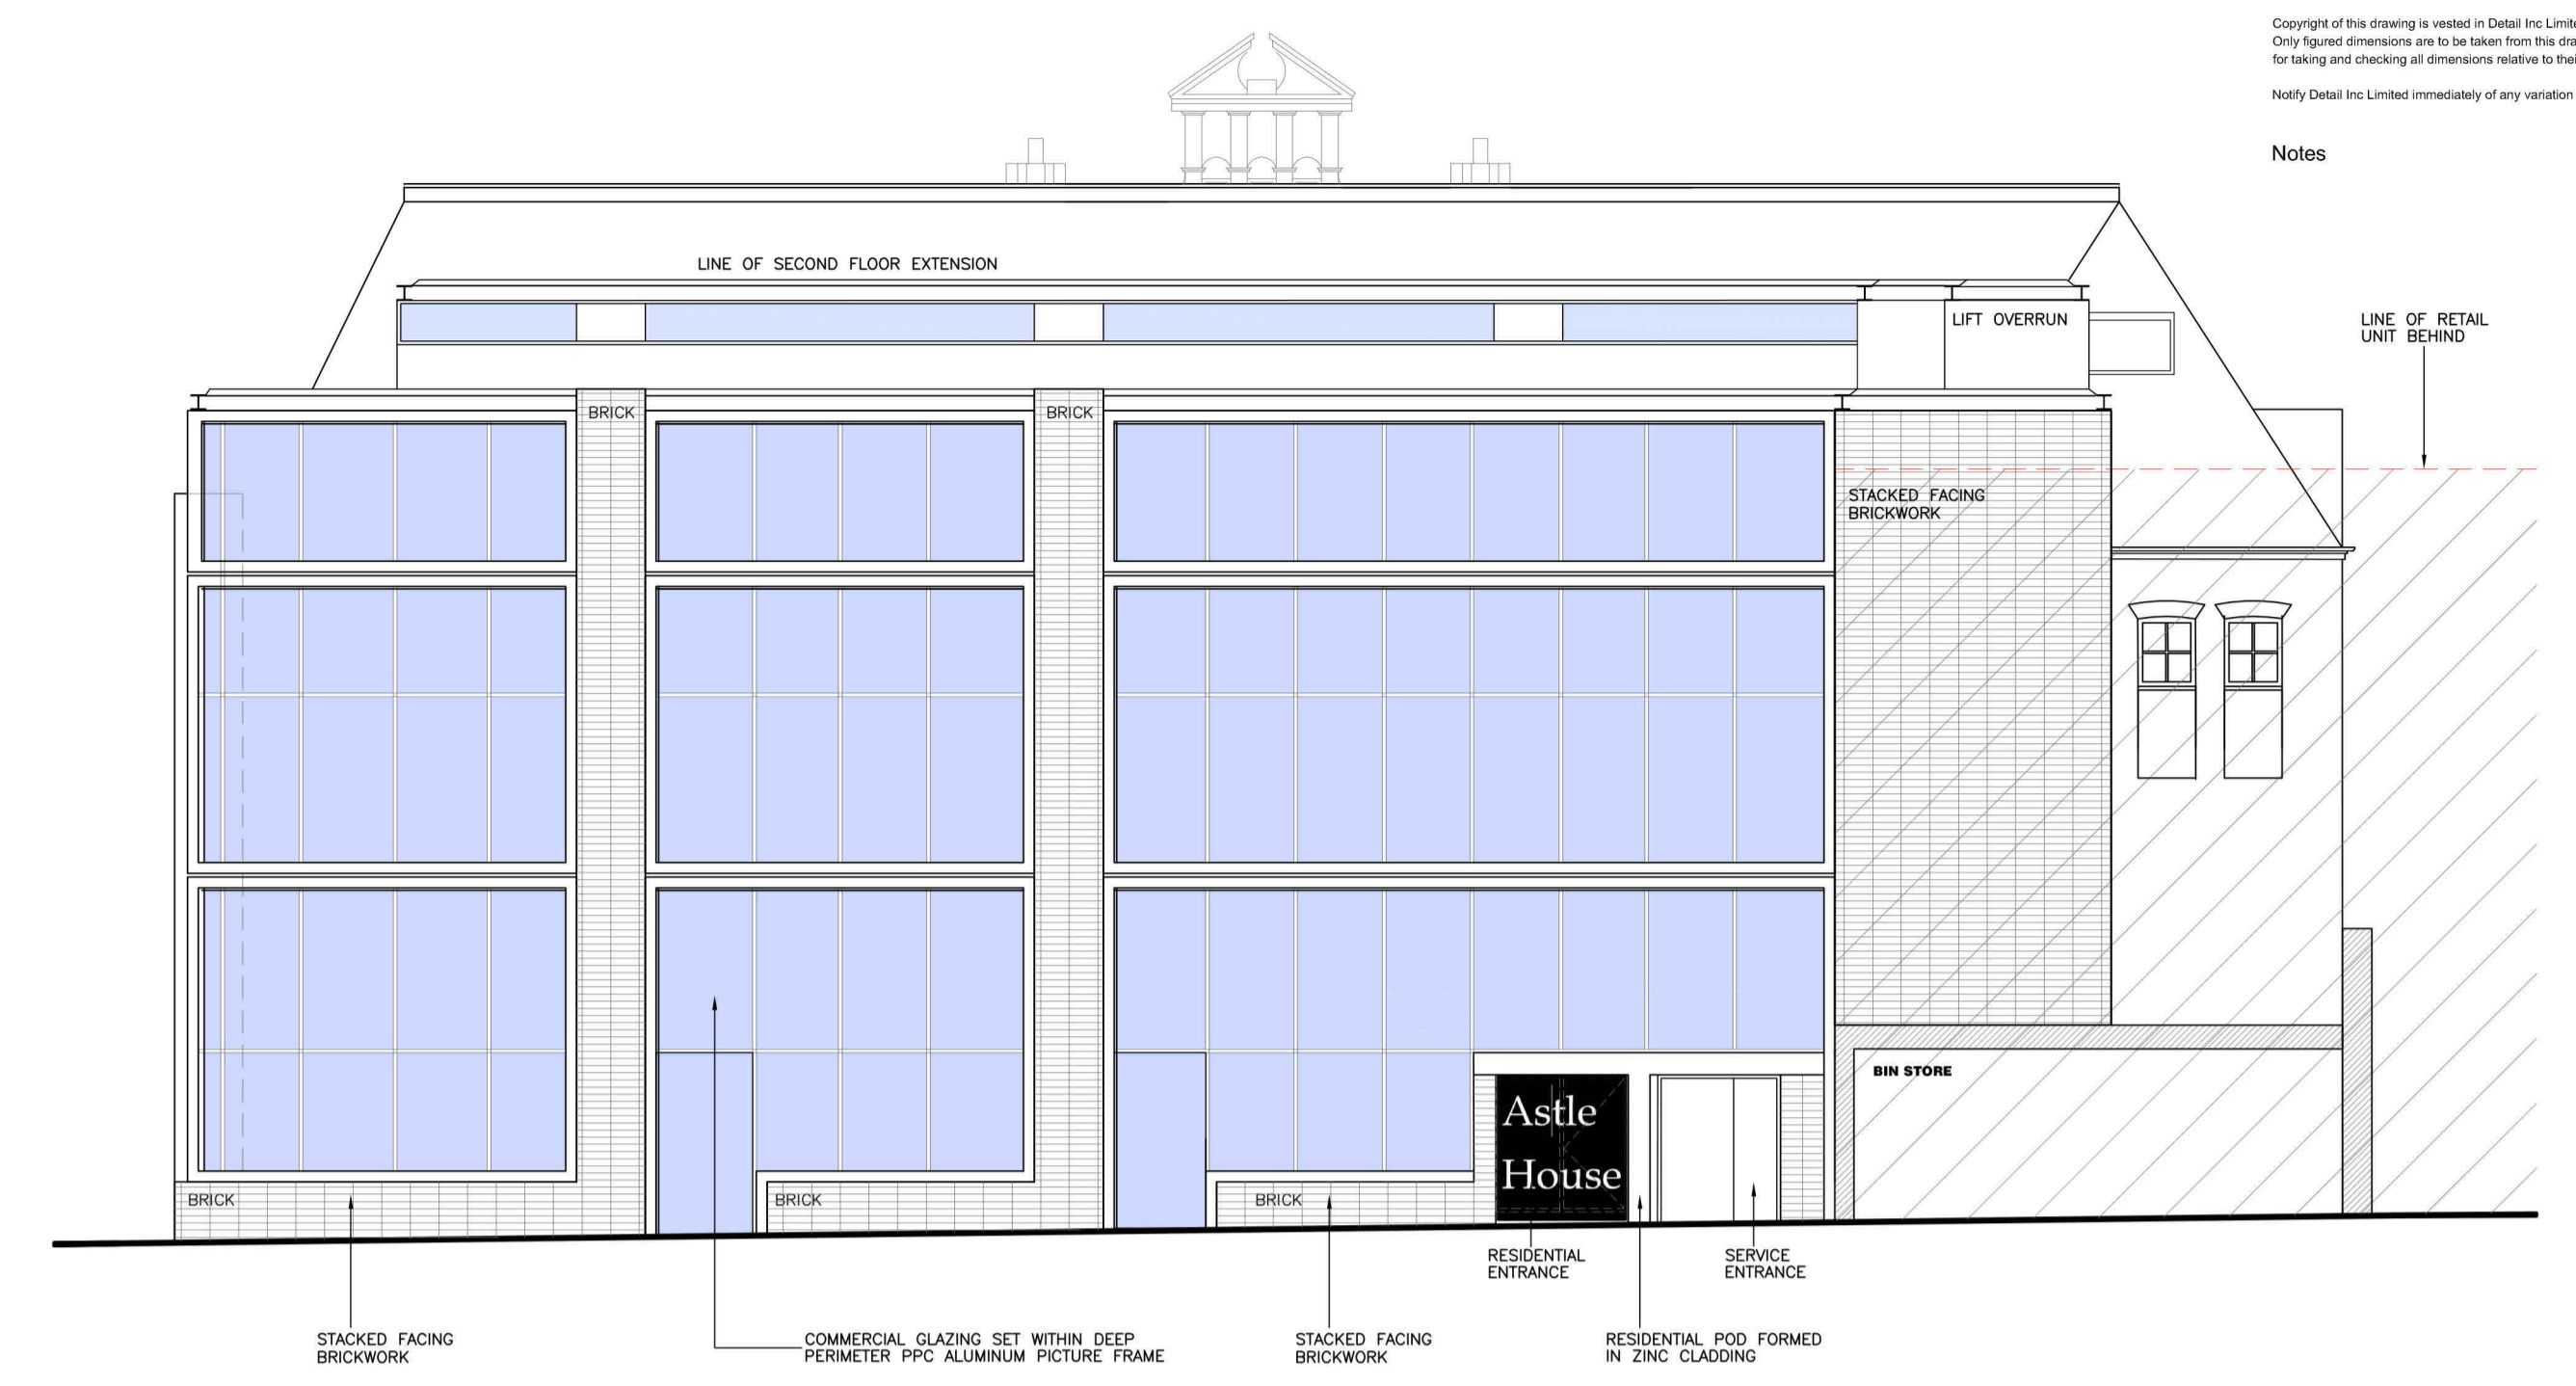 Copyright of this drawing is vested in Detail Inc
Only figured dimensions are to be taken from this
for taking and checking all dimensions relative to
Notify Detail Inc Limited immediately of any variation
Notes
LINE OF SECOND FLOOR EXTENSION
LIFT OVERRUN
LINE OF RETAIL
UNIT BEHIND
BRICK
BRICK
STACKED FACING
BRICKWORK
BIN STORE
Astle
House
BRICK
BRICK
BRICK
RESIDENTIAL
ENTRANCE
SERVICE
ENTRANCE
STACKED FACING
BRICKWORK
COMMERCIAL GLAZING SET WITHIN DEEP
PERIMETER PPC ALUMINUM PICTURE FRAME
STACKED FACING
BRICKWORK
RESIDENTIAL POD FORMED
IN ZINC CLADDING